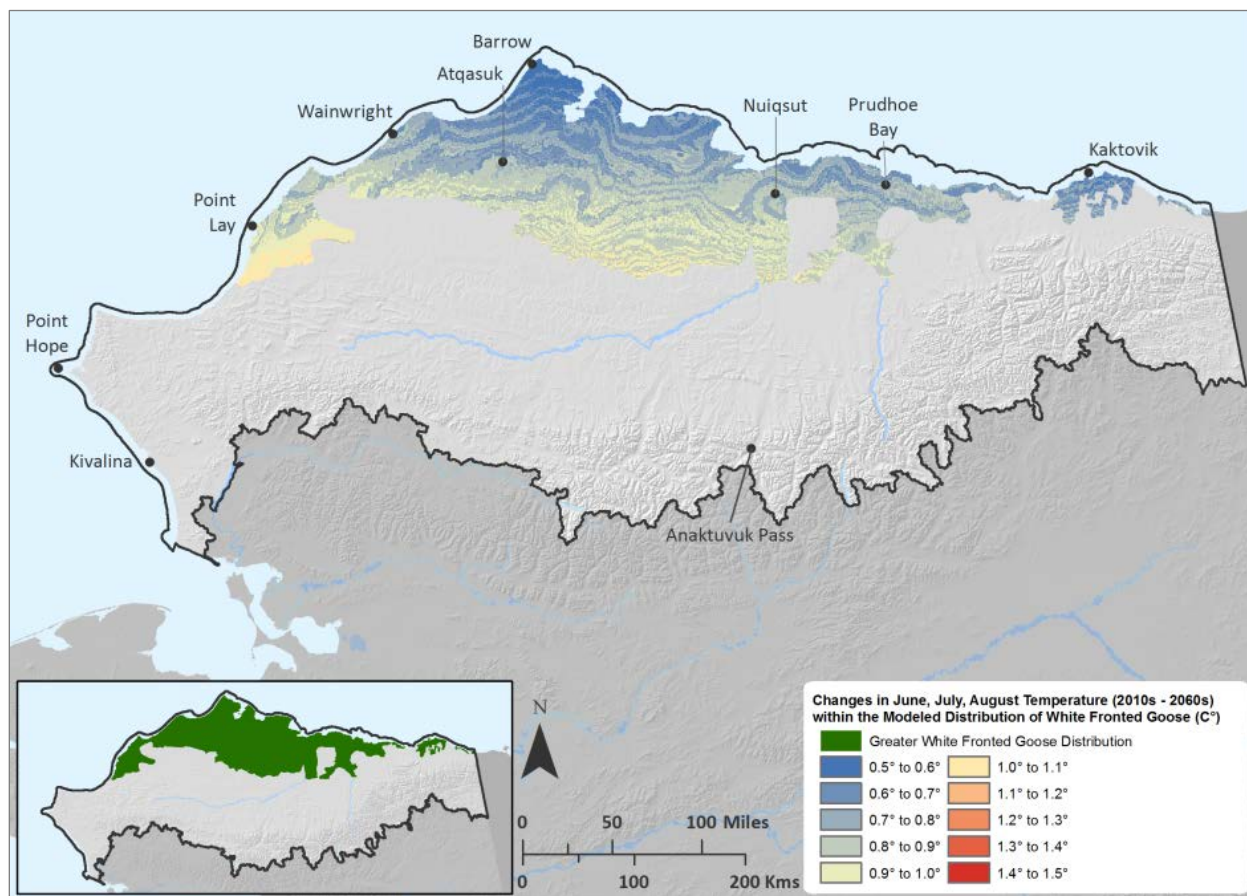 Barrow
Atqasuk
Wainwright
Nuiqsut
Prudhoe
Bay
Kaktovik
Point
Lay
Point
Hope
Kivalina
Anaktuvuk Pass
N
0 50 100 Miles
0 100 200 Kms
Changes in June, July, August Temperature (2010s - 2060s)
within the Modeled Distribution of White Fronted Goose (C°)
Greater White Fronted Goose Distribution
0.5° to 0.6° 1.0° to 1.1°
0.6° to 0.7° 1.1° to 1.2°
0.7° to 0.8° 1.2° to 1.3°
0.8° to 0.9° 1.3° to 1.4°
0.9° to 1.0° 1.4° to 1.5°